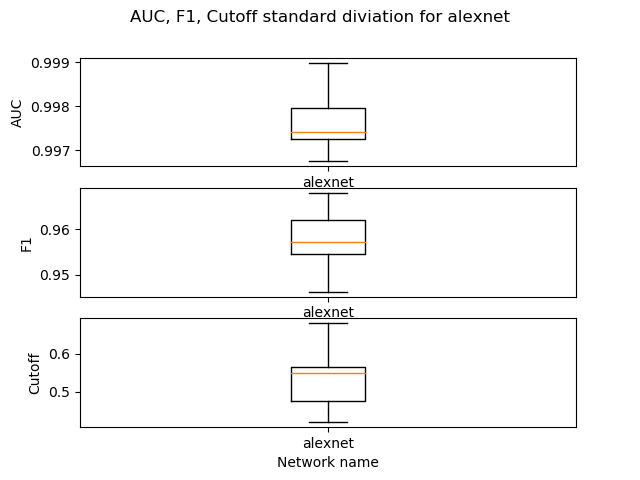 AUC, F1, Cutoff standard diviation for alexnet
0.999
0.998
0.997
AUC
alexnet
0.96
0.95
F1
alexnet
0.6
0.5
Cutoff
alexnet
Network name